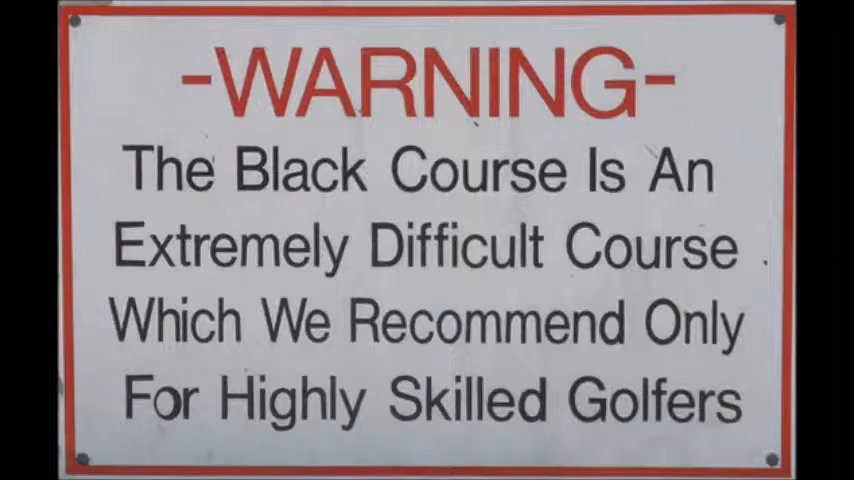 -WARNING-
The Black Course Is An
Extremely Difficult Course
Which We Recommend Only
For Highly Skilled Golfers